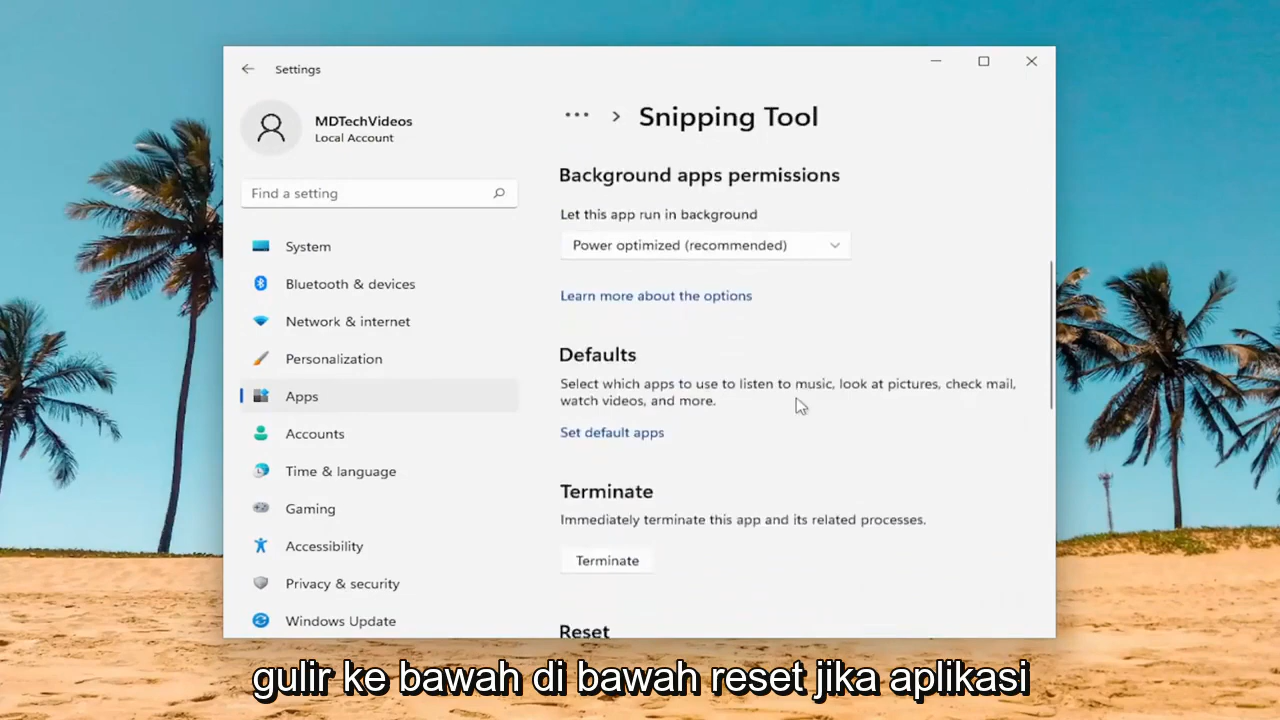 Settings
MDTechVideos
Local Account
Find a setting
System
Bluetooth & devices
Network & internet
Personalization
Apps
Accounts
Time & language
Gaming
Accessibility
Privacy & security
Windows Update
Snipping Tool
Background apps permissions
Let this app run in background
Power optimized (recommended)
Learn more about the options
Defaults
Select which apps to use to listen to music, look at pictures, check mail,
watch videos, and more.
Set default apps
Terminate
Immediately terminate this app and its related processes.
Terminate
Reset
gulir ke bawah di bawah reset jika aplikasi